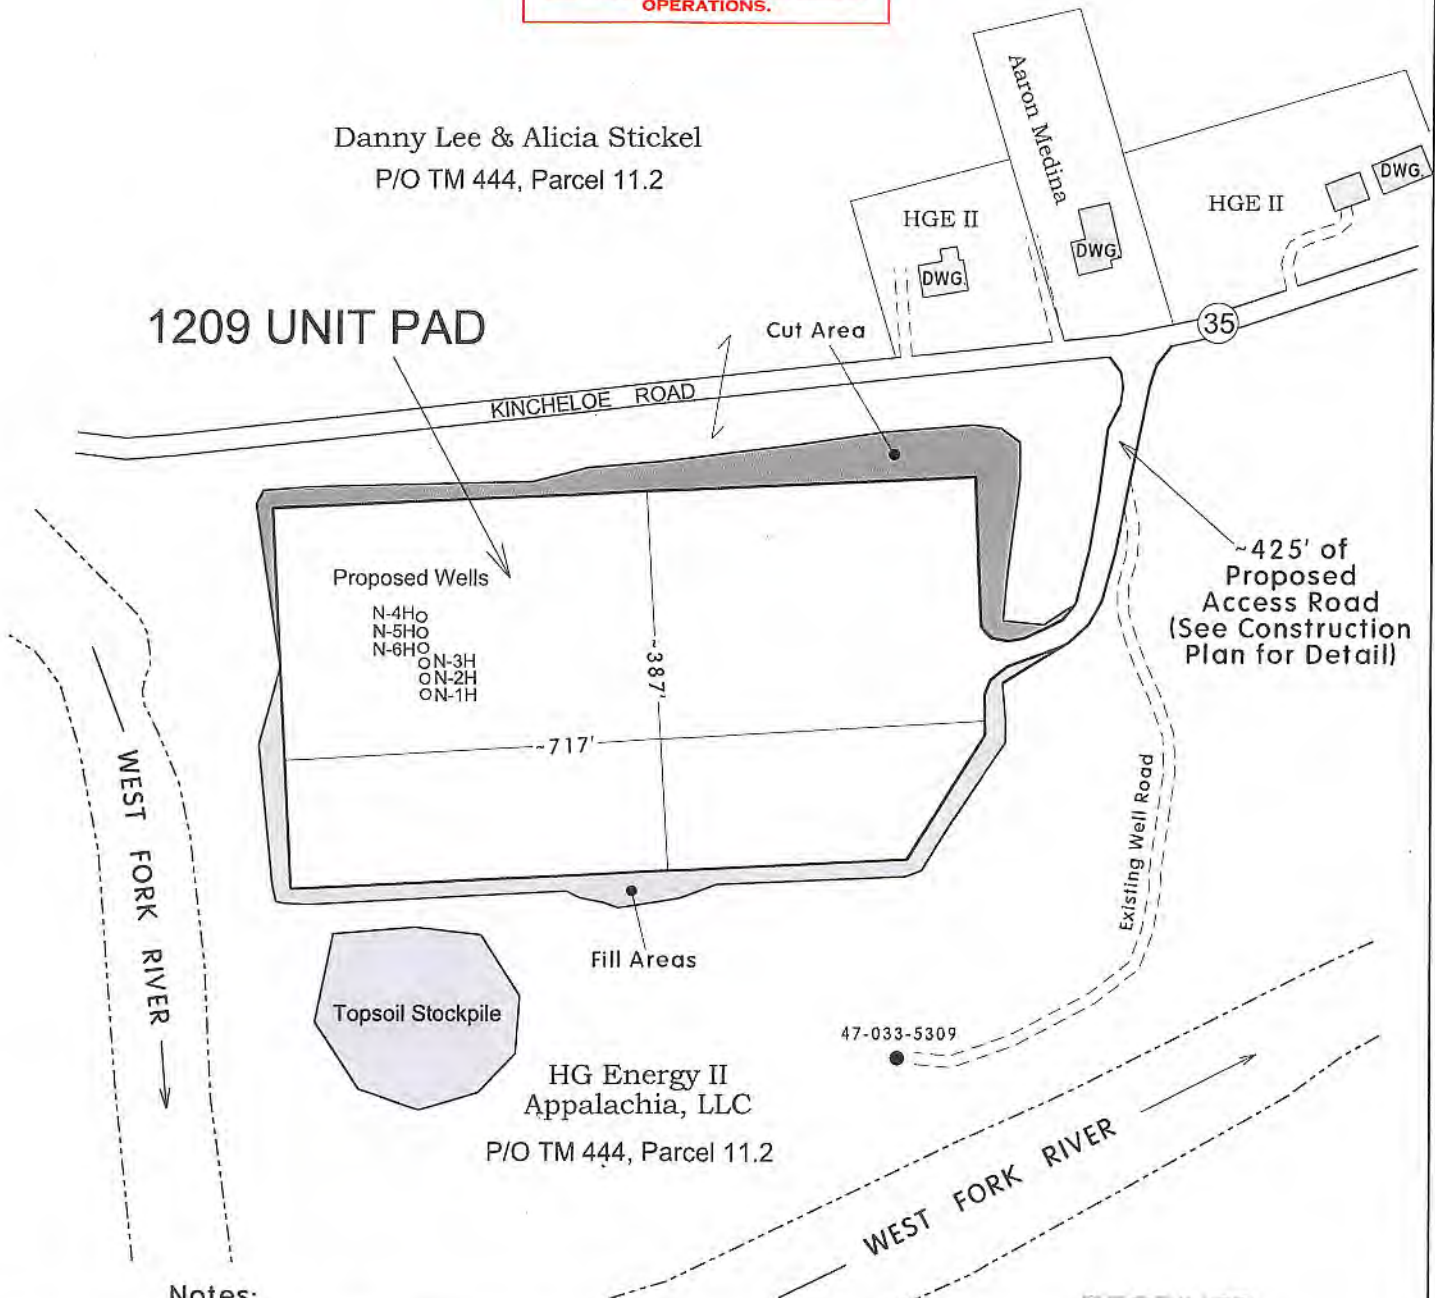 OPERATIONS.
Aaron Medina
Danny Lee & Alicia Stickel
P/O TM 444, Parcel 11.2
DWG.
HGE II
HGE II
DWG.
DWG.
1209 UNIT PAD
Cut Area
35
KINCHELOE ROAD
~425' of
Proposed
Access Road
(See Construction
Plan for Detail)
Proposed Wells
N-4H
N-5H
N-6H
N-3H
N-2H
N-1H
~387'
~717'
WEST FORK RIVER
Existing Well Road
Fill Areas
Topsoil Stockpile
47-033-5309
HG Energy II
Appalachia, LLC
P/O TM 444, Parcel 11.2
WEST FORK RIVER
Notes: